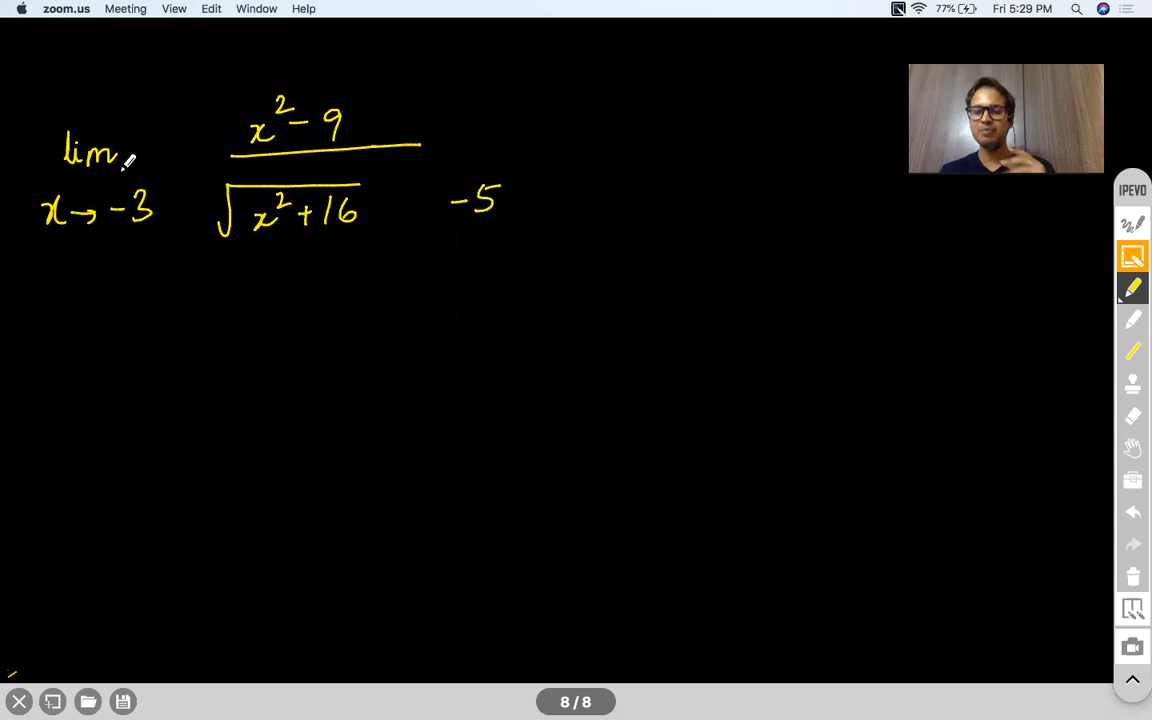 zoom.us Meeting View Edit Window Help 77% Fri 5:29 PM
x² - 9
lim
x → -3 √x² + 16 -5
IPEVO
8 / 8